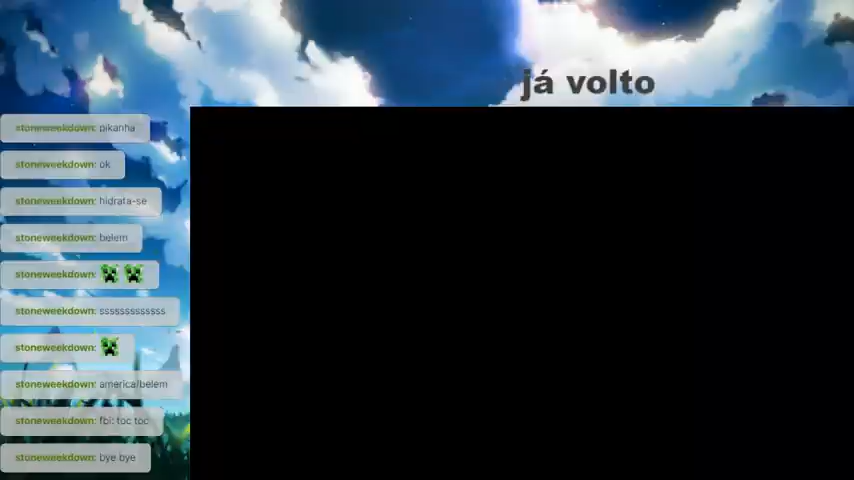 já volto
stoneweekdown: pikanha
stoneweekdown: ok
stoneweekdown: hidrata-se
stoneweekdown: belem
stoneweekdown:
stoneweekdown: sssssssssssss
stoneweekdown:
stoneweekdown: america/belem
stoneweekdown: fbi: toc toc
stoneweekdown: bye bye